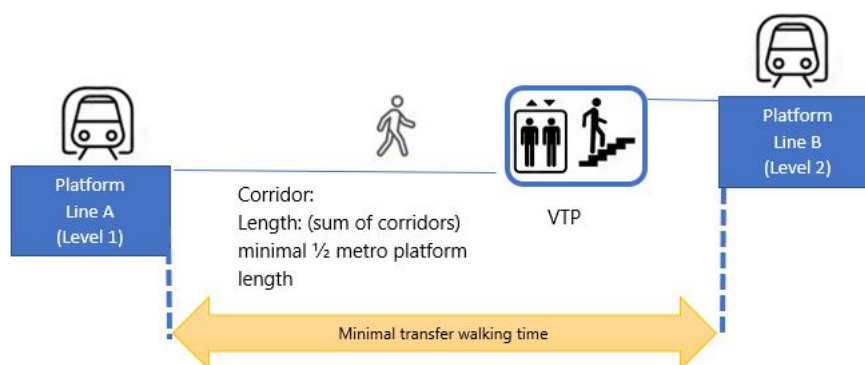 Platform
Line A
(Level 1)
Corridor:
Length: (sum of corridors)
minimal ½ metro platform
length
VTP
Platform
Line B
(Level 2)
Minimal transfer walking time